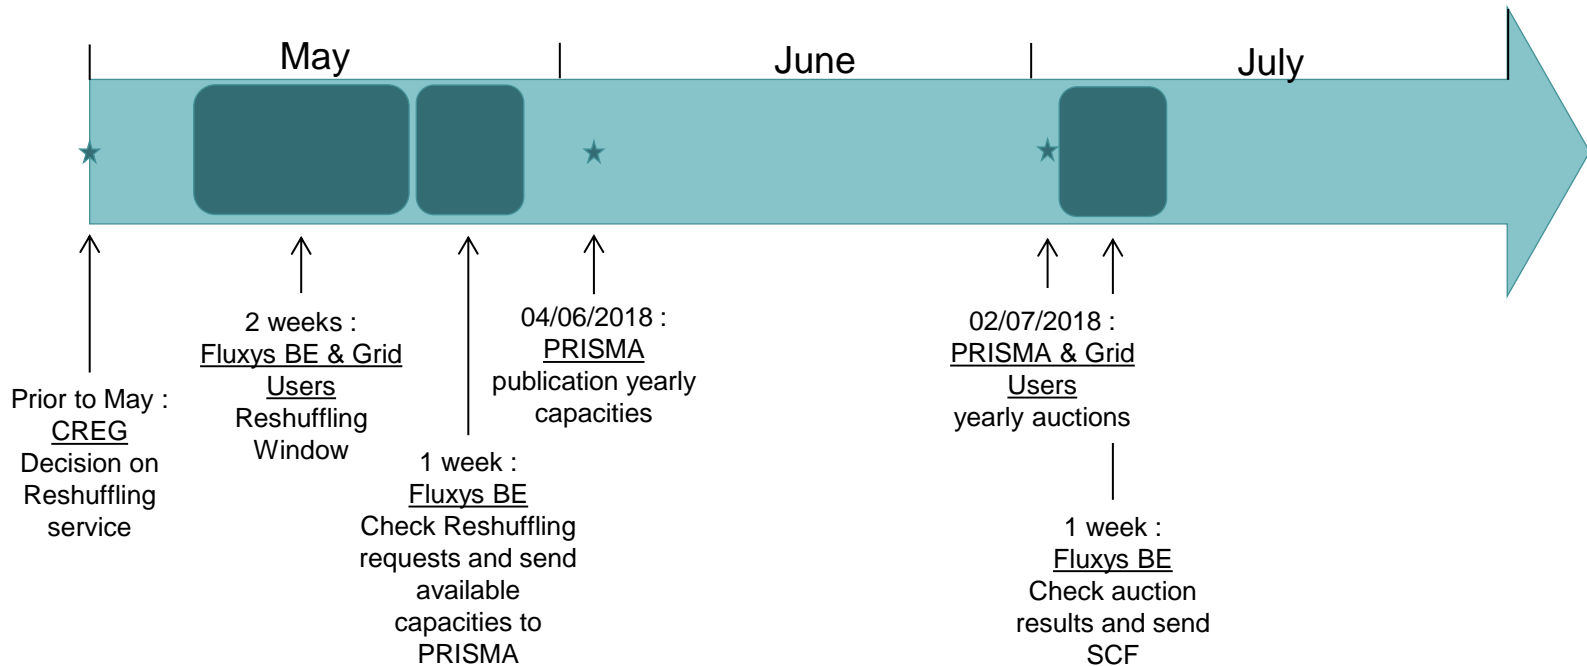 May
June
July
Prior to May :
CREG
Decision on
Reshuffling
service
2 weeks :
Fluxys BE & Grid
Users
Reshuffling
Window
1 week :
Fluxys BE
Check Reshuffling
requests and send
available
capacities to
PRISMA
04/06/2018 :
PRISMA
publication yearly
capacities
02/07/2018 :
PRISMA & Grid
Users
yearly auctions
1 week :
Fluxys BE
Check auction
results and send
SCF